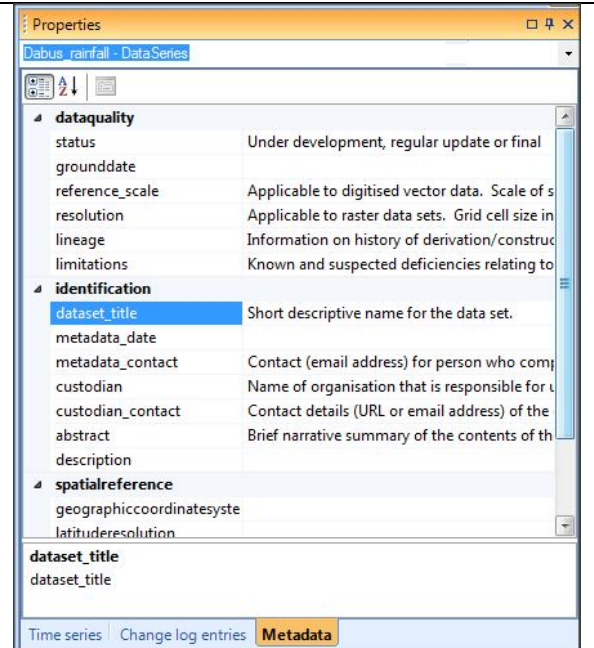 Properties
Dabus_rainfall - DataSeries
dataquality
status Under development, regular update or final
grounddate
reference_scale Applicable to digitised vector data. Scale of s
resolution Applicable to raster data sets. Grid cell size in
lineage Information on history of derivation/construc
limitations Known and suspected deficiencies relating to
identification
dataset_title Short descriptive name for the data set.
metadata_date
metadata_contact Contact (email address) for person who comp
custodian Name of organisation that is responsible for u
custodian_contact Contact details (URL or email address) of the
abstract Brief narrative summary of the contents of th
description
spatialreference
geographiccoordinatesyste
latituderesolution
dataset_title
dataset_title
Time series Change log entries Metadata